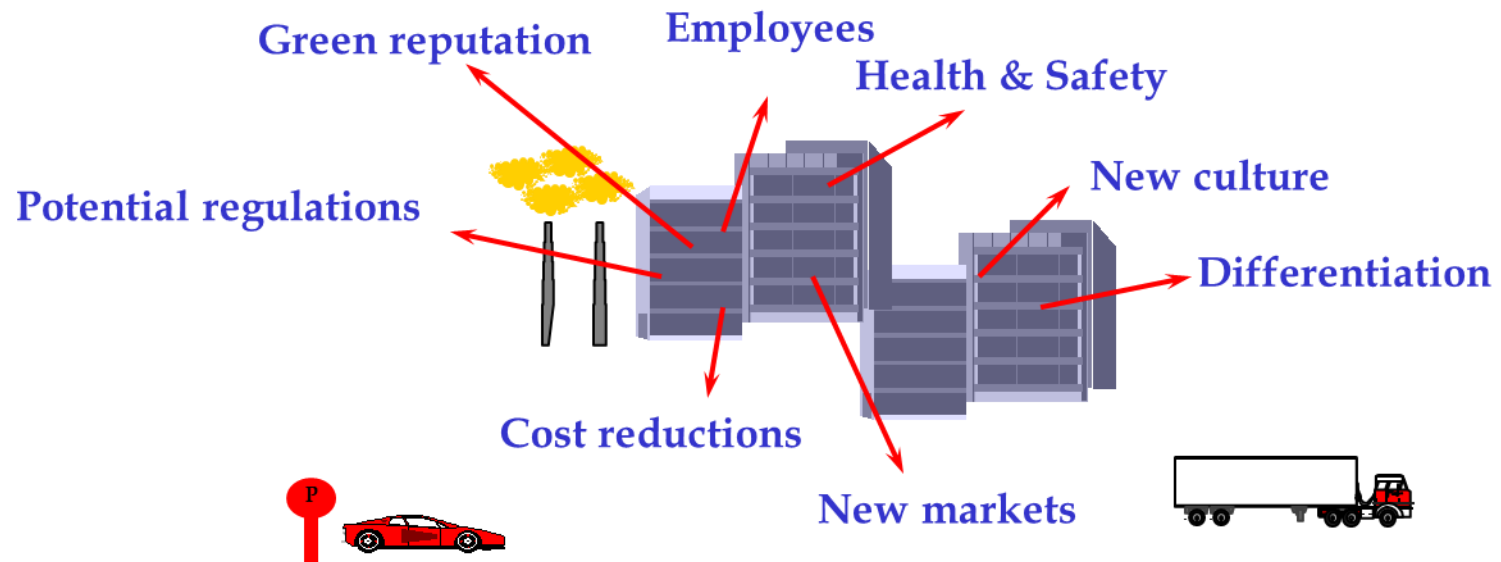 Employees
Green reputation
Health & Safety
New culture
Potential regulations
Differentiation
Cost reductions
New markets
P